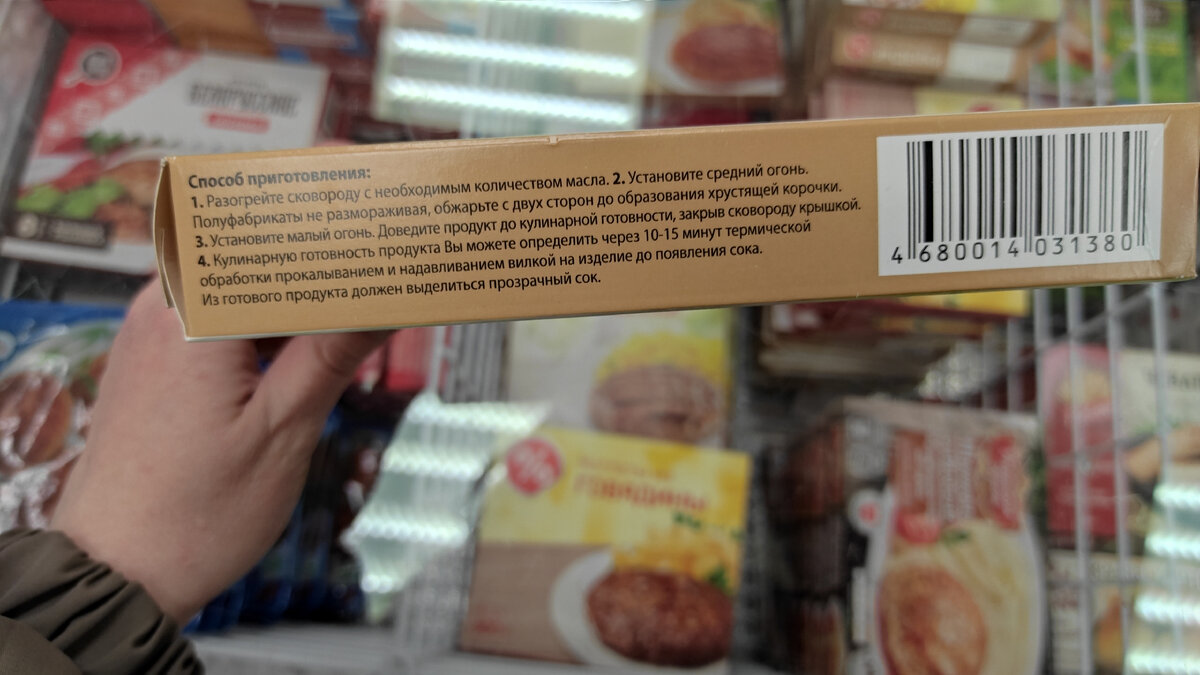 Способ приготовления:
1. Разогрейте сковороду с необходимым количеством масла. 2. Установите средний огонь.
Полуфабрикаты не размораживая, обжарьте с двух сторон до образования хрустящей корочки.
3. Установите малый огонь. Доведите продукт до кулинарной готовности, закрыв сковороду крышкой.
4. Кулинарную готовность продукта Вы можете определить через 10-15 минут термической
обработки прокалыванием и надавливанием вилкой на изделие до появления сока.
Из готового продукта должен выделиться прозрачный сок.
4 680014 031380
ГОВЯДИНЫ